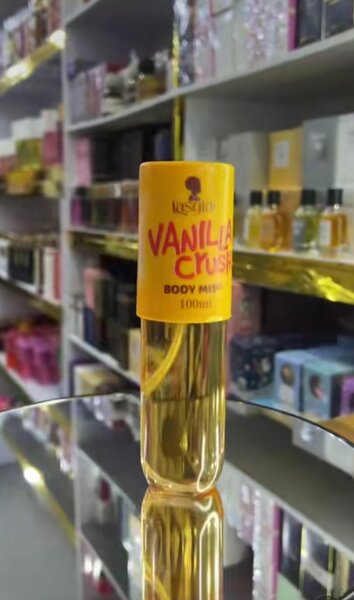 VANILLA
CRUSH
BODY MIST
100ml